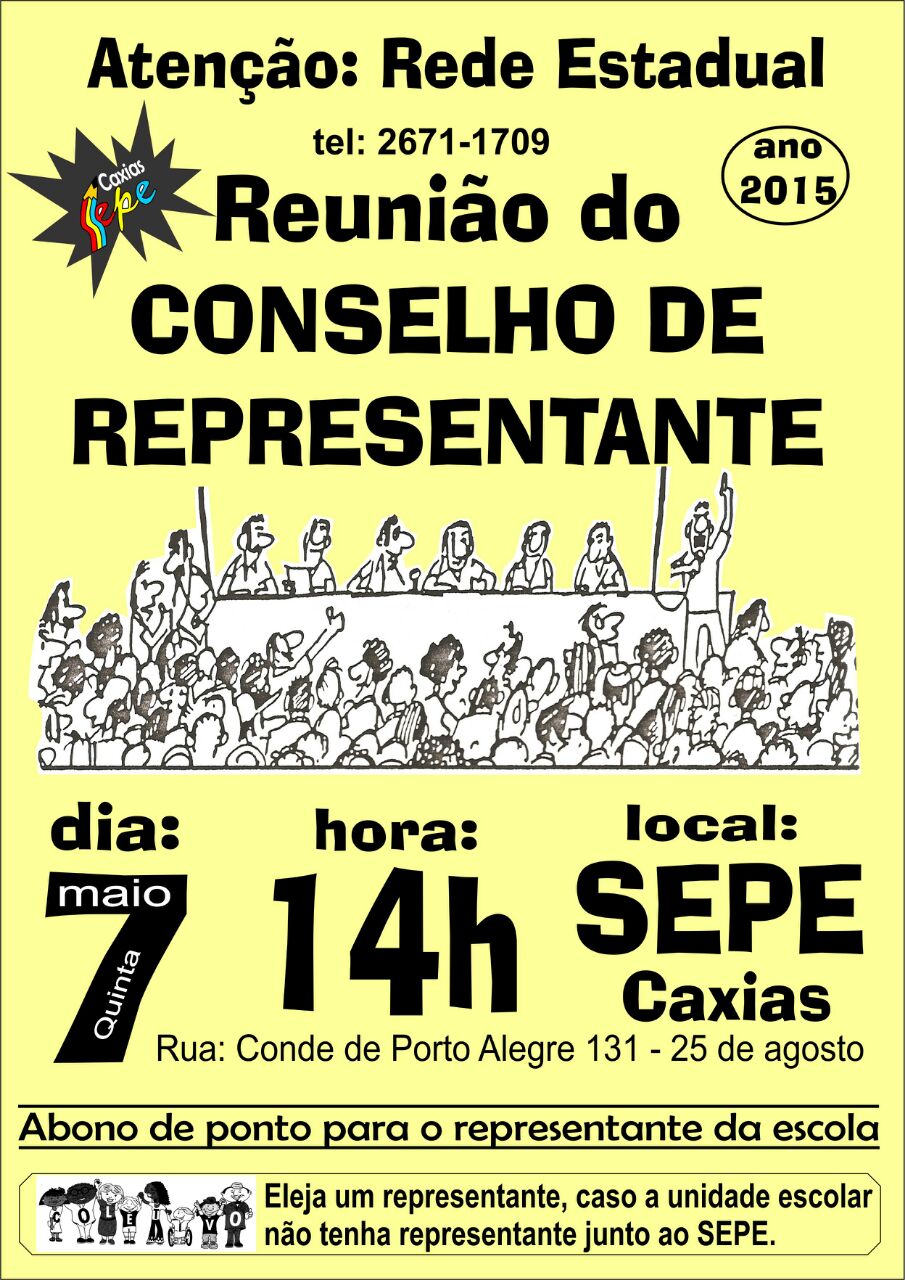 Atenção: Rede Estadual
tel: 2671-1709
ano
2015
Caxias
Sepe
Reunião do
CONSELHO DE
REPRESENTANTE
dia:
maio
7
Quinta
hora:
14h
local:
SEPE
Caxias
Rua: Conde de Porto Alegre 131 - 25 de agosto
Abono de ponto para o representante da escola
COLETIVO
Eleja um representante, caso a unidade escolar
não tenha representante junto ao SEPE.